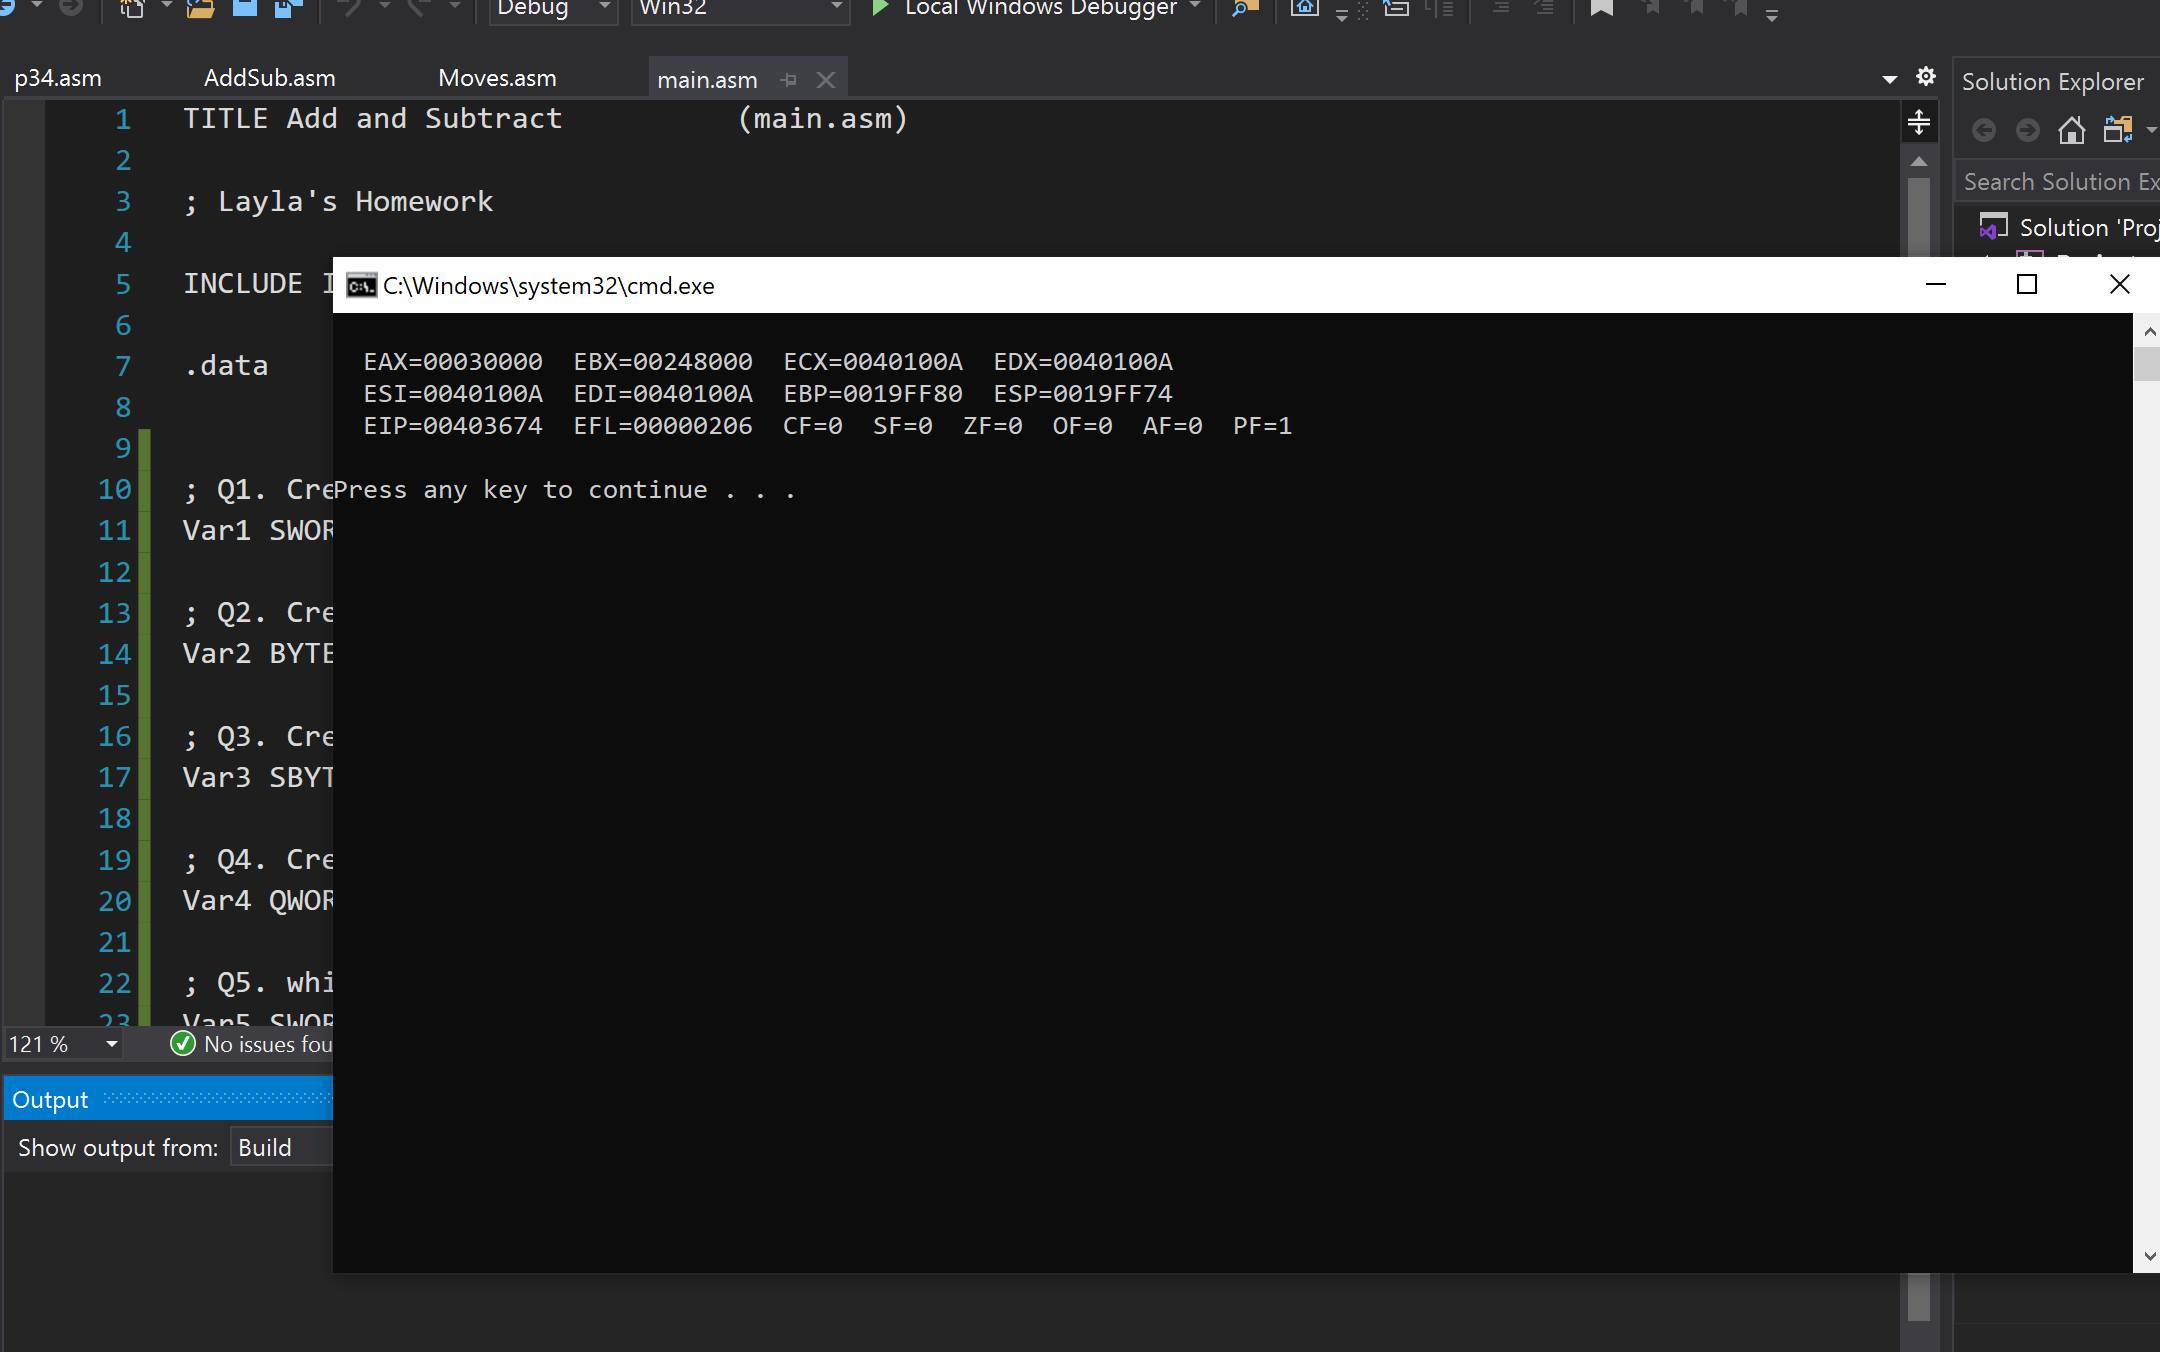 Debug Win32 Local Windows Debugger
p34.asm AddSub.asm Moves.asm main.asm
Solution Explorer
Search Solution Ex
Solution 'Proj
1 TITLE Add and Subtract (main.asm)
2
3 ; Layla's Homework
4
5 INCLUDE I
6
7 .data
8
9
10 ; Q1. Cre
11 Var1 SWOR
12
13 ; Q2. Cre
14 Var2 BYTE
15
16 ; Q3. Cre
17 Var3 SBYT
18
19 ; Q4. Cre
20 Var4 QWOR
21
22 ; Q5. whi
23 Var5 SWOR
121 % No issues fou
Output
Show output from: Build
C:\Windows\system32\cmd.exe
EAX=00030000 EBX=00248000 ECX=0040100A EDX=0040100A
ESI=0040100A EDI=0040100A EBP=0019FF80 ESP=0019FF74
EIP=00403674 EFL=00000206 CF=0 SF=0 ZF=0 OF=0 AF=0 PF=1
Press any key to continue . . .